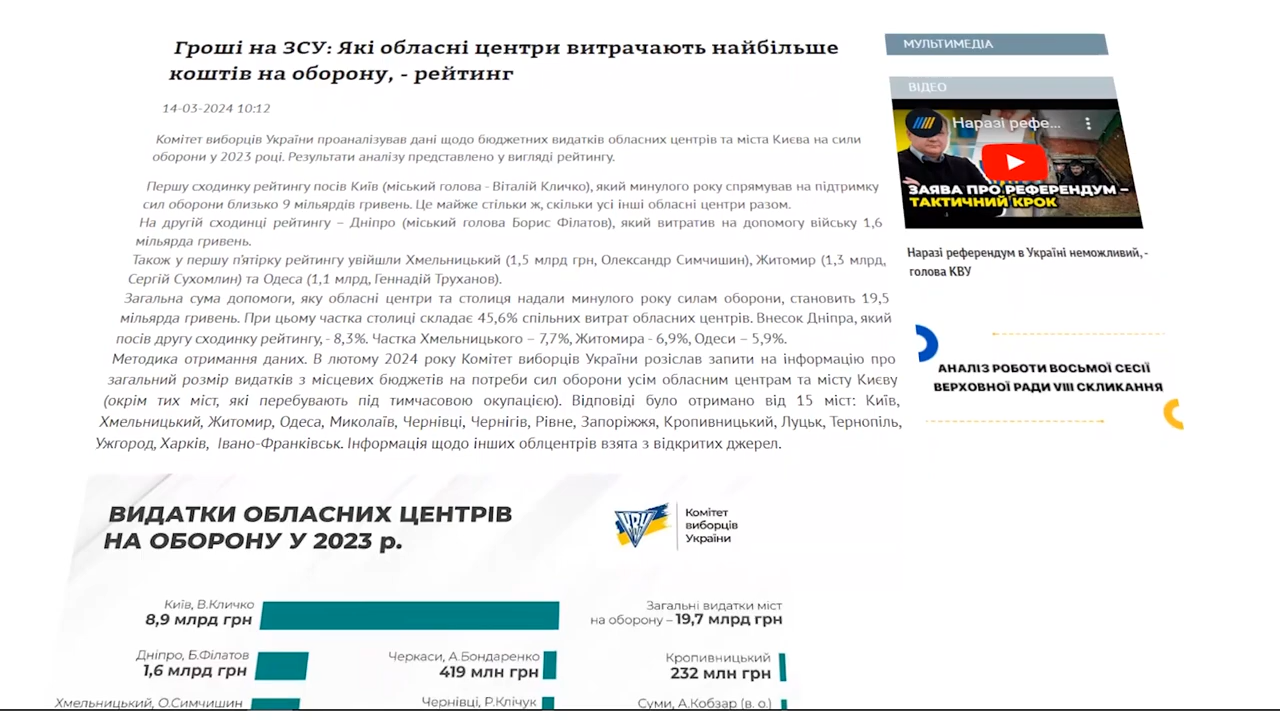 Гроші на ЗСУ: Які обласні центри витрачають найбільше
коштів на оборону, - рейтинг
14-03-2024 10:12
Комітет виборців України проаналізував дані щодо бюджетних видатків обласних центрів та міста Києва на сили
оборони у 2023 році. Результати аналізу представлено у вигляді рейтингу.
Першу сходинку рейтингу посів Київ (міський голова - Віталій Кличко), який минулого року спрямував на підтримку
сил оборони близько 9 мільярдів гривень. Це майже стільки ж, скільки усі інші обласні центри разом.
На другій сходинці рейтингу – Дніпро (міський голова Борис Філатов), який витратив на допомогу війську 1,6
мільярда гривень.
Також у першу п'ятірку рейтингу увійшли Хмельницький (1,5 млрд грн, Олександр Симчишин), Житомир (1,3 млрд,
Сергій Сухомлин) та Одеса (1,1 млрд, Геннадій Труханов).
Загальна сума допомоги, яку обласні центри та столиця надали минулого року силам оборони, становить 19,5
мільярда гривень. При цьому частка столиці складає 45,6% спільних витрат обласних центрів. Внесок Дніпра, який
посів другу сходинку рейтингу, - 8,3%. Частка Хмельницького – 7,7%, Житомира - 6,9%, Одеси – 5,9%.
Методика отримання даних. В лютому 2024 року Комітет виборців України розіслав запити на інформацію про
загальний розмір видатків з місцевих бюджетів на потреби сил оборони усім обласним центрам та місту Києву
(окрім тих міст, які перебувають під тимчасовою окупацією). Відповіді було отримано від 15 міст: Київ,
Хмельницький, Житомир, Одеса, Миколаїв, Чернівці, Чернігів, Рівне, Запоріжжя, Кропивницький, Луцьк, Тернопіль,
Ужгород, Харків, Івано-Франківськ. Інформація щодо інших облцентрів взята з відкритих джерел.
ВИДАТКИ ОБЛАСНИХ ЦЕНТРІВ
НА ОБОРОНУ У 2023 р.
КВУ
Комітет
виборців
України
Київ, В.Кличко
8,9 млрд грн
Загальні видатки міст
на оборону – 19,7 млрд грн
Дніпро, Б.Філатов
1,6 млрд грн
Черкаси, А.Бондаренко
419 млн грн
Кропивницький
232 млн грн
Хмельницький, О.Симчишин
Чернівці, Р.Клічук
Суми, А.Кобзар (в. о.)
МУЛЬТИМЕДІА
ВІДЕО
Наразі рефе...
ЗАЯВА ПРО РЕФЕРЕНДУМ –
ТАКТИЧНИЙ КРОК
Наразі референдум в Україні неможливий, -
голова КВУ
АНАЛІЗ РОБОТИ ВОСЬМОЇ СЕСІЇ
ВЕРХОВНОЇ РАДИ VIII СКЛИКАННЯ